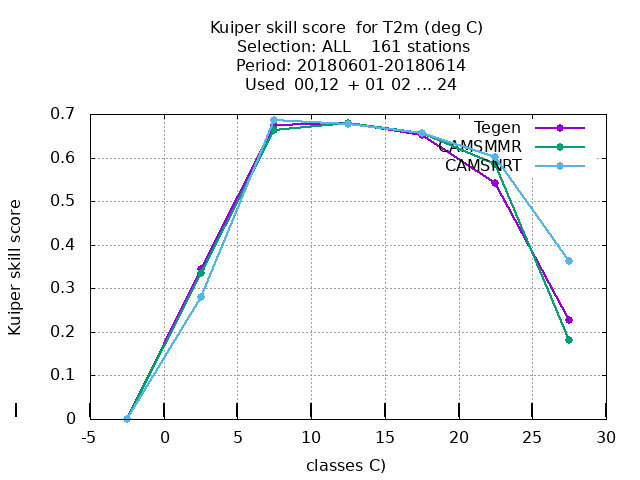 Kuiper skill score for T2m (deg C)
Selection: ALL 161 stations
Period: 20180601-20180614
Used 00,12 + 01 02 ... 24
0.7
0.6
0.5
0.4
0.3
0.2
0.1
0
Kuiper skill score
Tegen
CAMSMMR
CAMSNRT
-5 0 5 10 15 20 25 30
classes C)